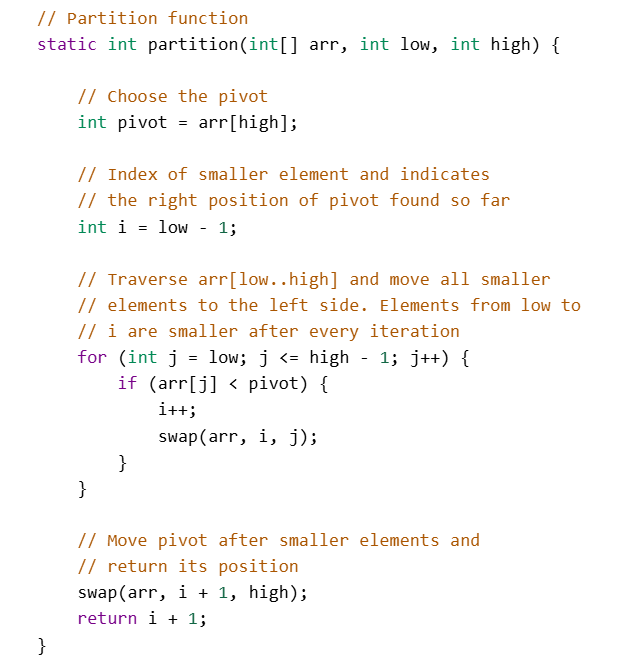 // Partition function
static int partition(int[] arr, int low, int high) {
// Choose the pivot
int pivot = arr[high];
// Index of smaller element and indicates
// the right position of pivot found so far
int i = low - 1;
// Traverse arr[low..high] and move all smaller
// elements to the left side. Elements from low to
// i are smaller after every iteration
for (int j = low; j <= high - 1; j++) {
if (arr[j] < pivot) {
i++;
swap(arr, i, j);
}
}
// Move pivot after smaller elements and
// return its position
swap(arr, i + 1, high);
return i + 1;
}